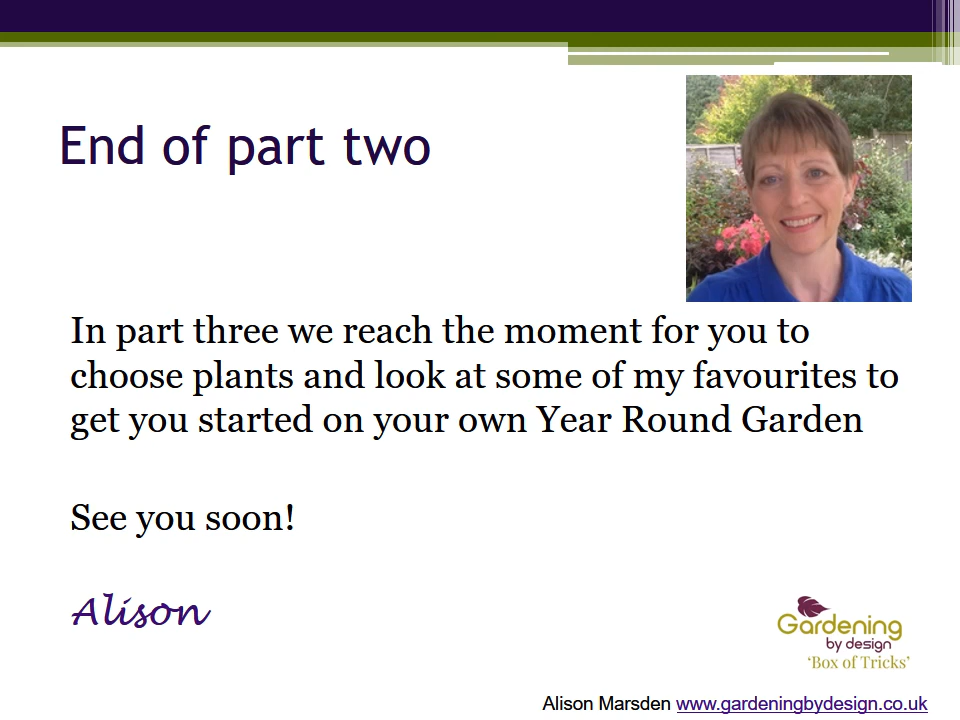 End of part two
In part three we reach the moment for you to
choose plants and look at some of my favourites to
get you started on your own Year Round Garden
See you soon!
Alison
Gardening
by design
‘Box of Tricks’
Alison Marsden www.gardeningbydesign.co.uk